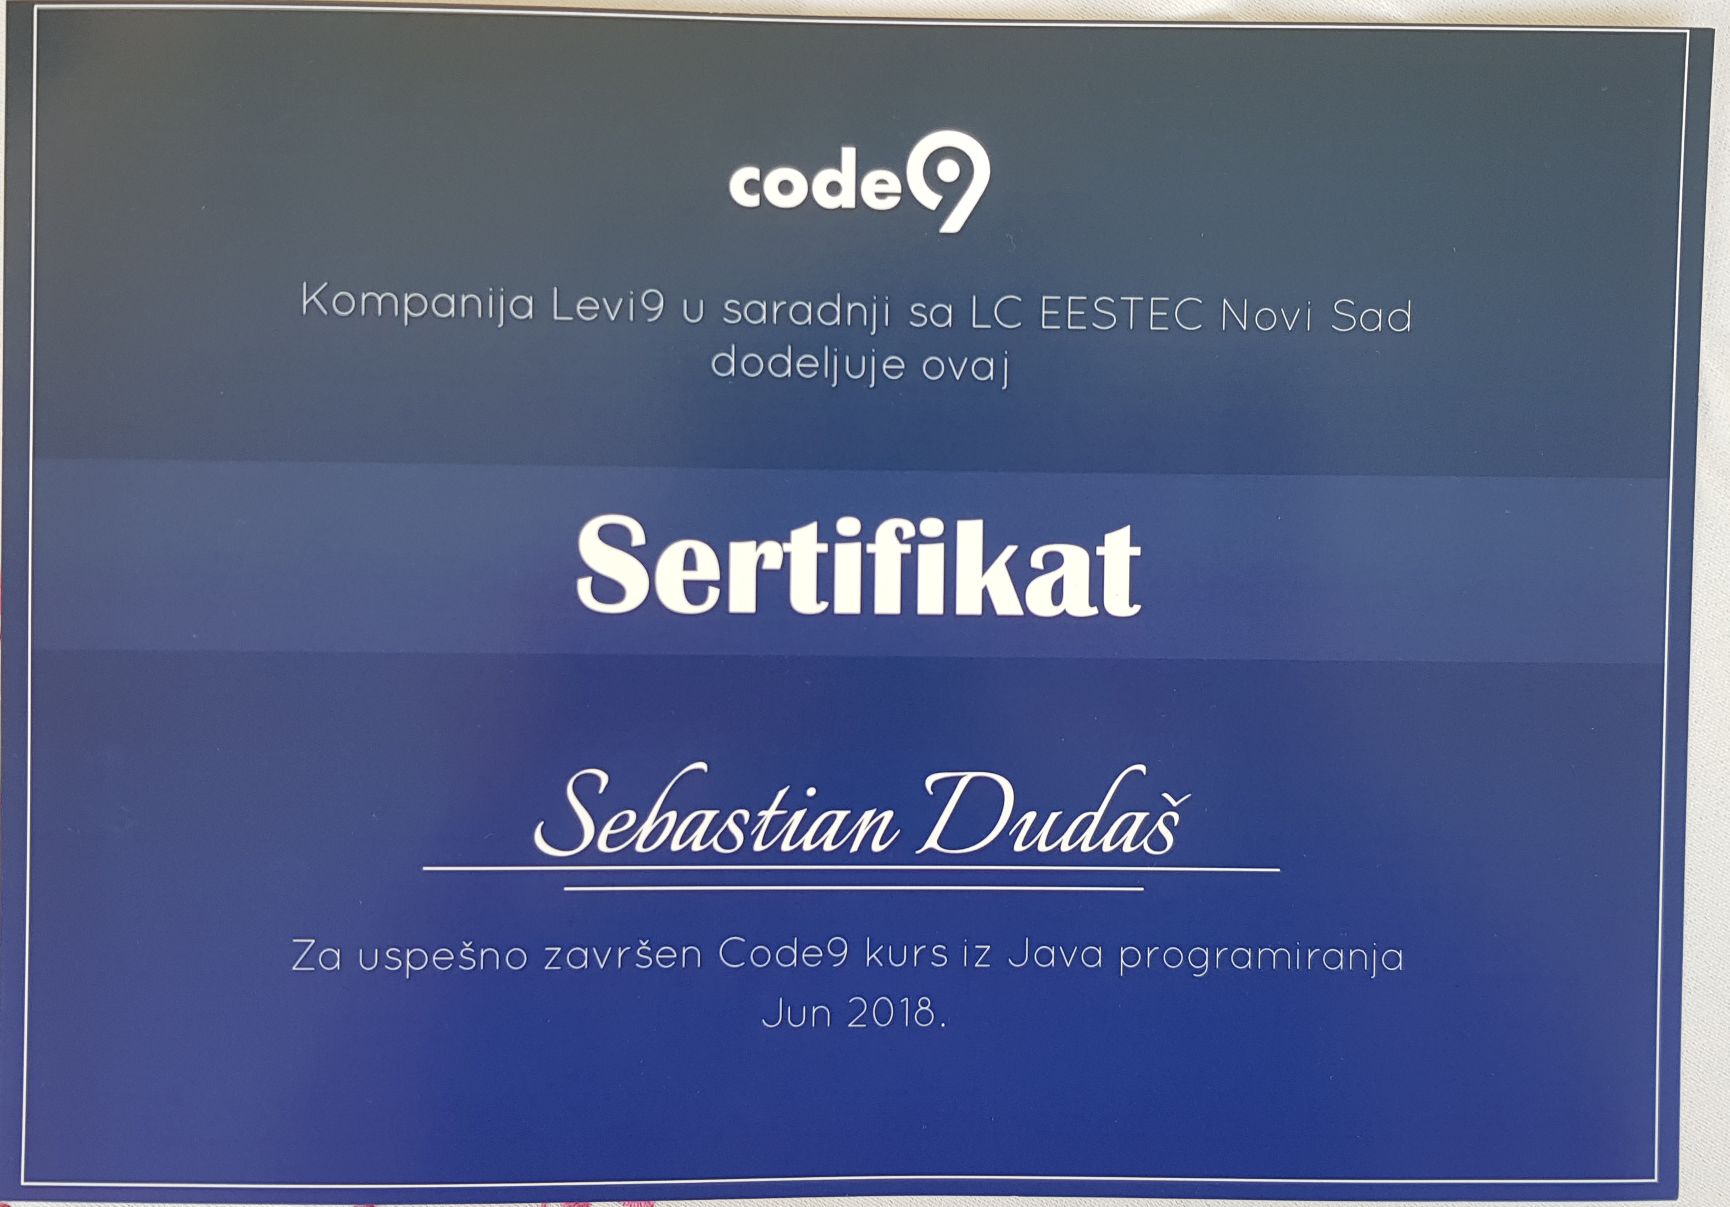 code9
Kompanija Levi9 u saradnji sa LC EESTEC Novi Sad
dodeljuje ovaj
Sertifikat
Sebastian Dudaš
Za uspešno završen Code9 kurs iz Java programiranja
Jun 2018.